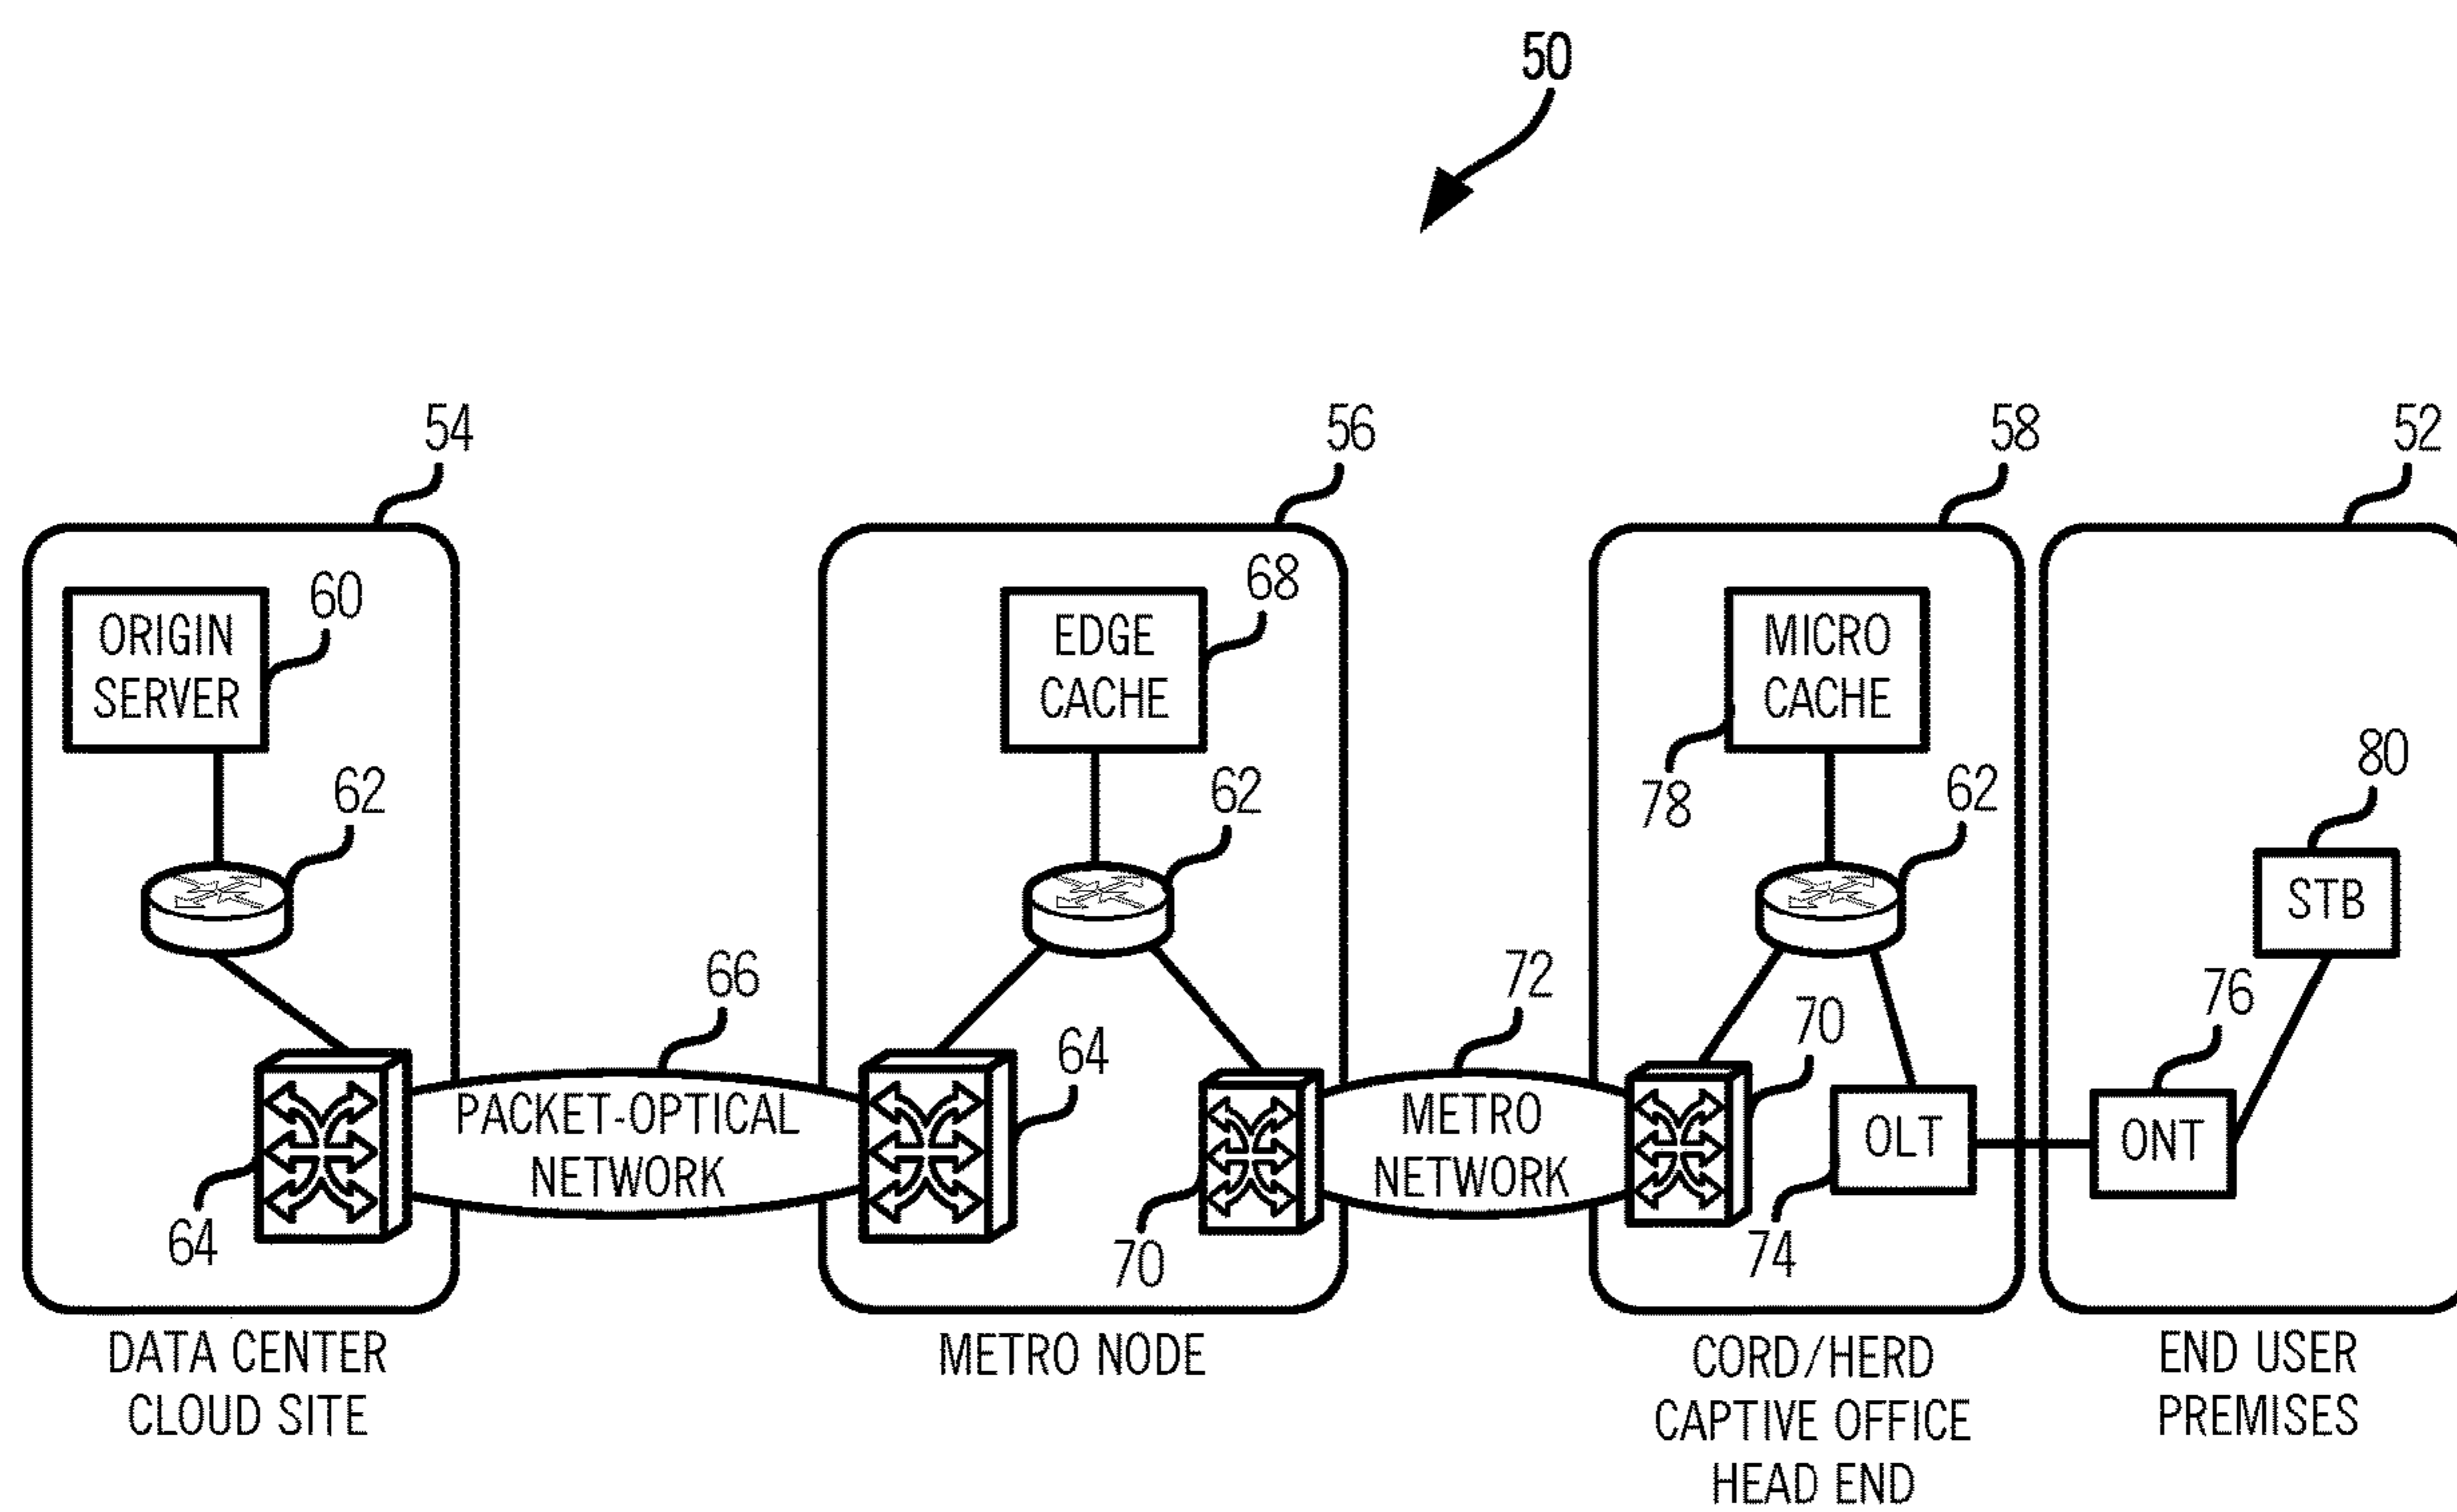 50
54
56
58
52
ORIGIN
SERVER
60
62
64
66
PACKET-OPTICAL
NETWORK
EDGE
CACHE
68
62
64
70
72
METRO
NETWORK
MICRO
CACHE
78
62
70
OLT
74
80
STB
76
ONT
DATA CENTER
CLOUD SITE
METRO NODE
CORD/HERD
CAPTIVE OFFICE
HEAD END
END USER
PREMISES